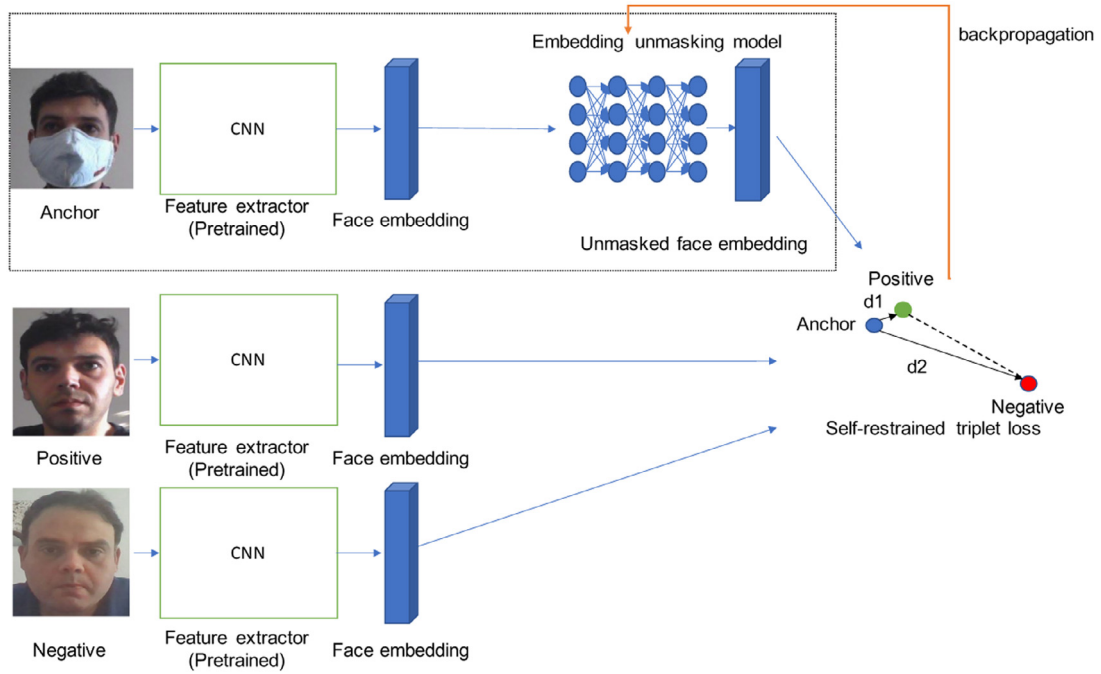 backpropagation
Embedding unmasking model
CNN
Anchor
Feature extractor
(Pretrained)
Face embedding
Unmasked face embedding
Positive
d1
Anchor
d2
Negative
Self-restrained triplet loss
CNN
Positive
Feature extractor
(Pretrained)
Face embedding
CNN
Negative
Feature extractor
(Pretrained)
Face embedding